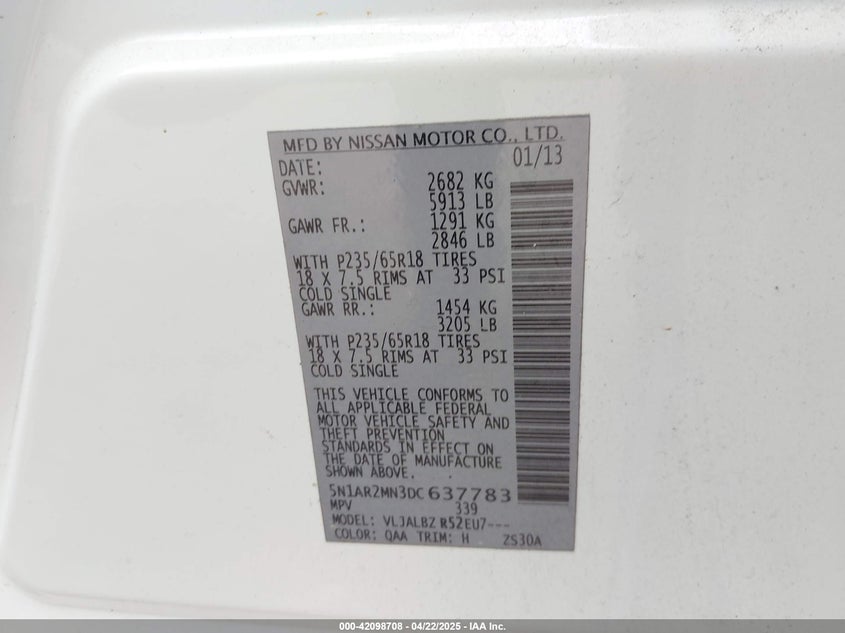 MFD BY NISSAN MOTOR CO., LTD.
DATE: 01/13
GVWR: 2682 KG
5913 LB
GAWR FR.: 1291 KG
2846 LB
WITH P235/65R18 TIRES
18 X 7.5 RIMS AT 33 PSI
COLD SINGLE
GAWR RR.: 1454 KG
3205 LB
WITH P235/65R18 TIRES
18 X 7.5 RIMS AT 33 PSI
COLD SINGLE
THIS VEHICLE CONFORMS TO
ALL APPLICABLE FEDERAL
MOTOR VEHICLE SAFETY AND
THEFT PREVENTION
STANDARDS IN EFFECT ON
THE DATE OF MANUFACTURE
SHOWN ABOVE.
5N1AR2MN3DC637783
MPV 339
MODEL: VLJALBZ R52EU7---
COLOR: QAA TRIM: H 2S30A
000-42098708 - 04/22/2025 - IAA Inc.